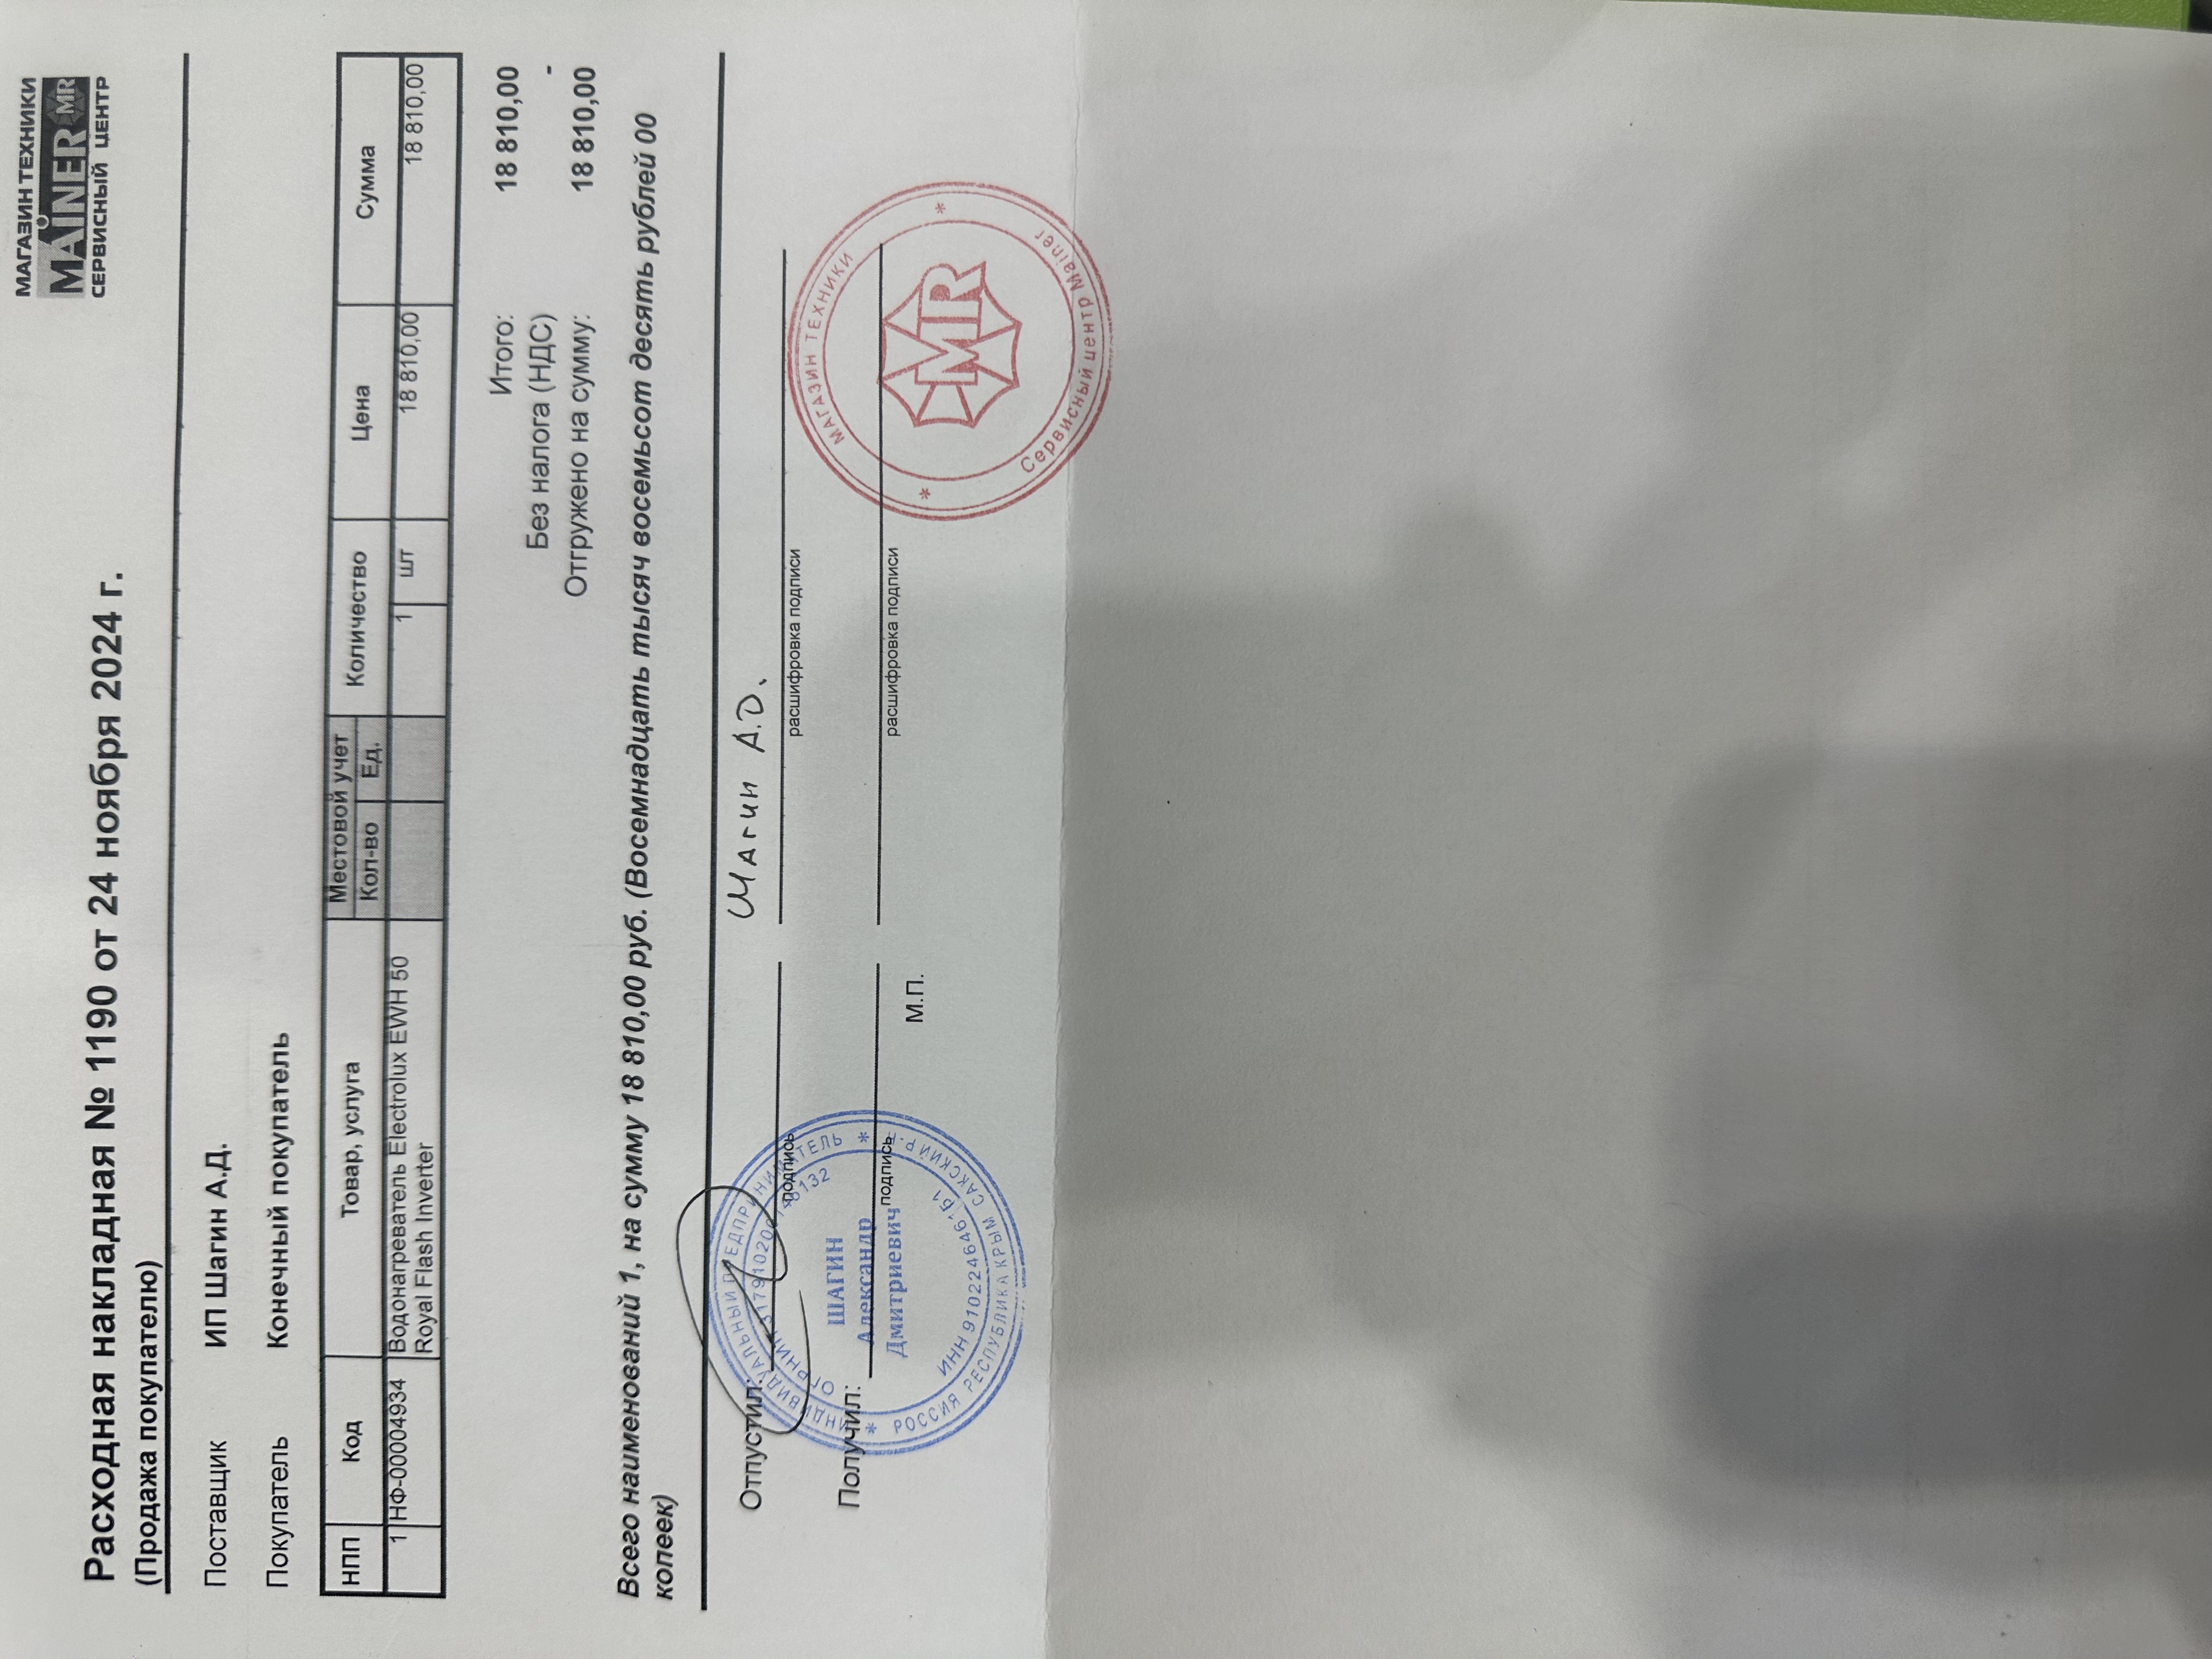 МАГАЗИН ТЕХНИКИ
MAINER MR
СЕРВИСНЫЙ ЦЕНТР
Расходная накладная № 1190 от 24 ноября 2024 г.
(Продажа покупателю)
Поставщик ИП Шагин А.Д.
Покупатель Конечный покупатель
НПП Код Товар, услуга Местовой учет Количество Цена Сумма
Кол-во Ед.
1 НФ-00004934 Водонагреватель Electrolux EWH 50 1 шт 18 810,00 18 810,00
Royal Flash Inverter
Итого: 18 810,00
Без налога (НДС) -
Отгружено на сумму: 18 810,00
Всего наименований 1, на сумму 18 810,00 руб. (Восемнадцать тысяч восемьсот десять рублей 00
копеек)
Отпустил: Шагин А.D.
подпись расшифровка подписи
Получил:
подпись расшифровка подписи
М.П.
ИНДИВИДУАЛЬНЫЙ ПРЕДПРИНИМАТЕЛЬ
ОГРНИП
ШАГИН
Александр
Дмитриевич
ИНН 910224646161
РОССИЯ РЕСПУБЛИКА КРЫМ САКСКИЙ Р-Н
МАГАЗИН ТЕХНИКИ
MR
Сервисный центр Mainer